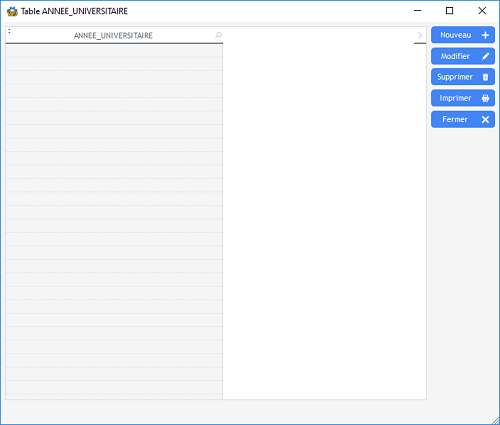 Table ANNEE_UNIVERSITAIRE
ANNEE_UNIVERSITAIRE
Nouveau
Modifier
Supprimer
Imprimer
Fermer